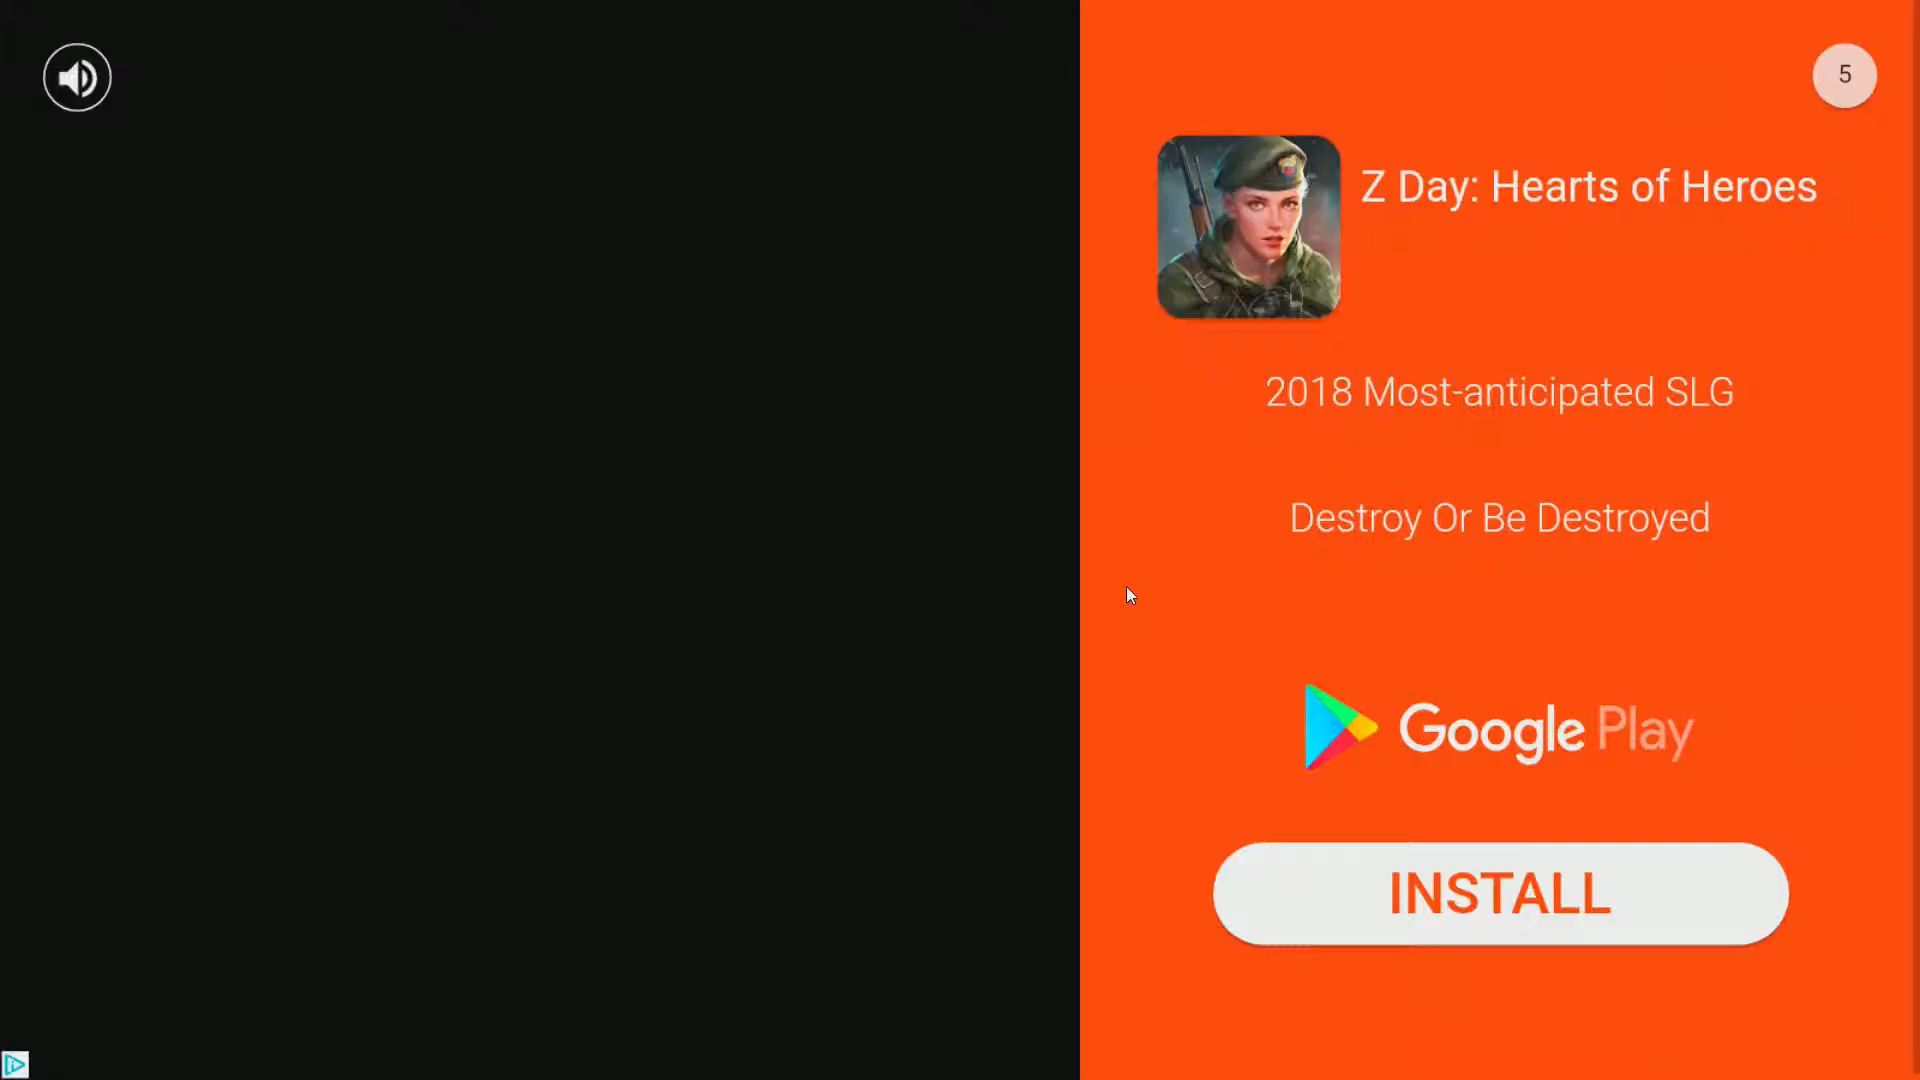 5
Z Day: Hearts of Heroes
2018 Most-anticipated SLG
Destroy Or Be Destroyed
Google Play
INSTALL